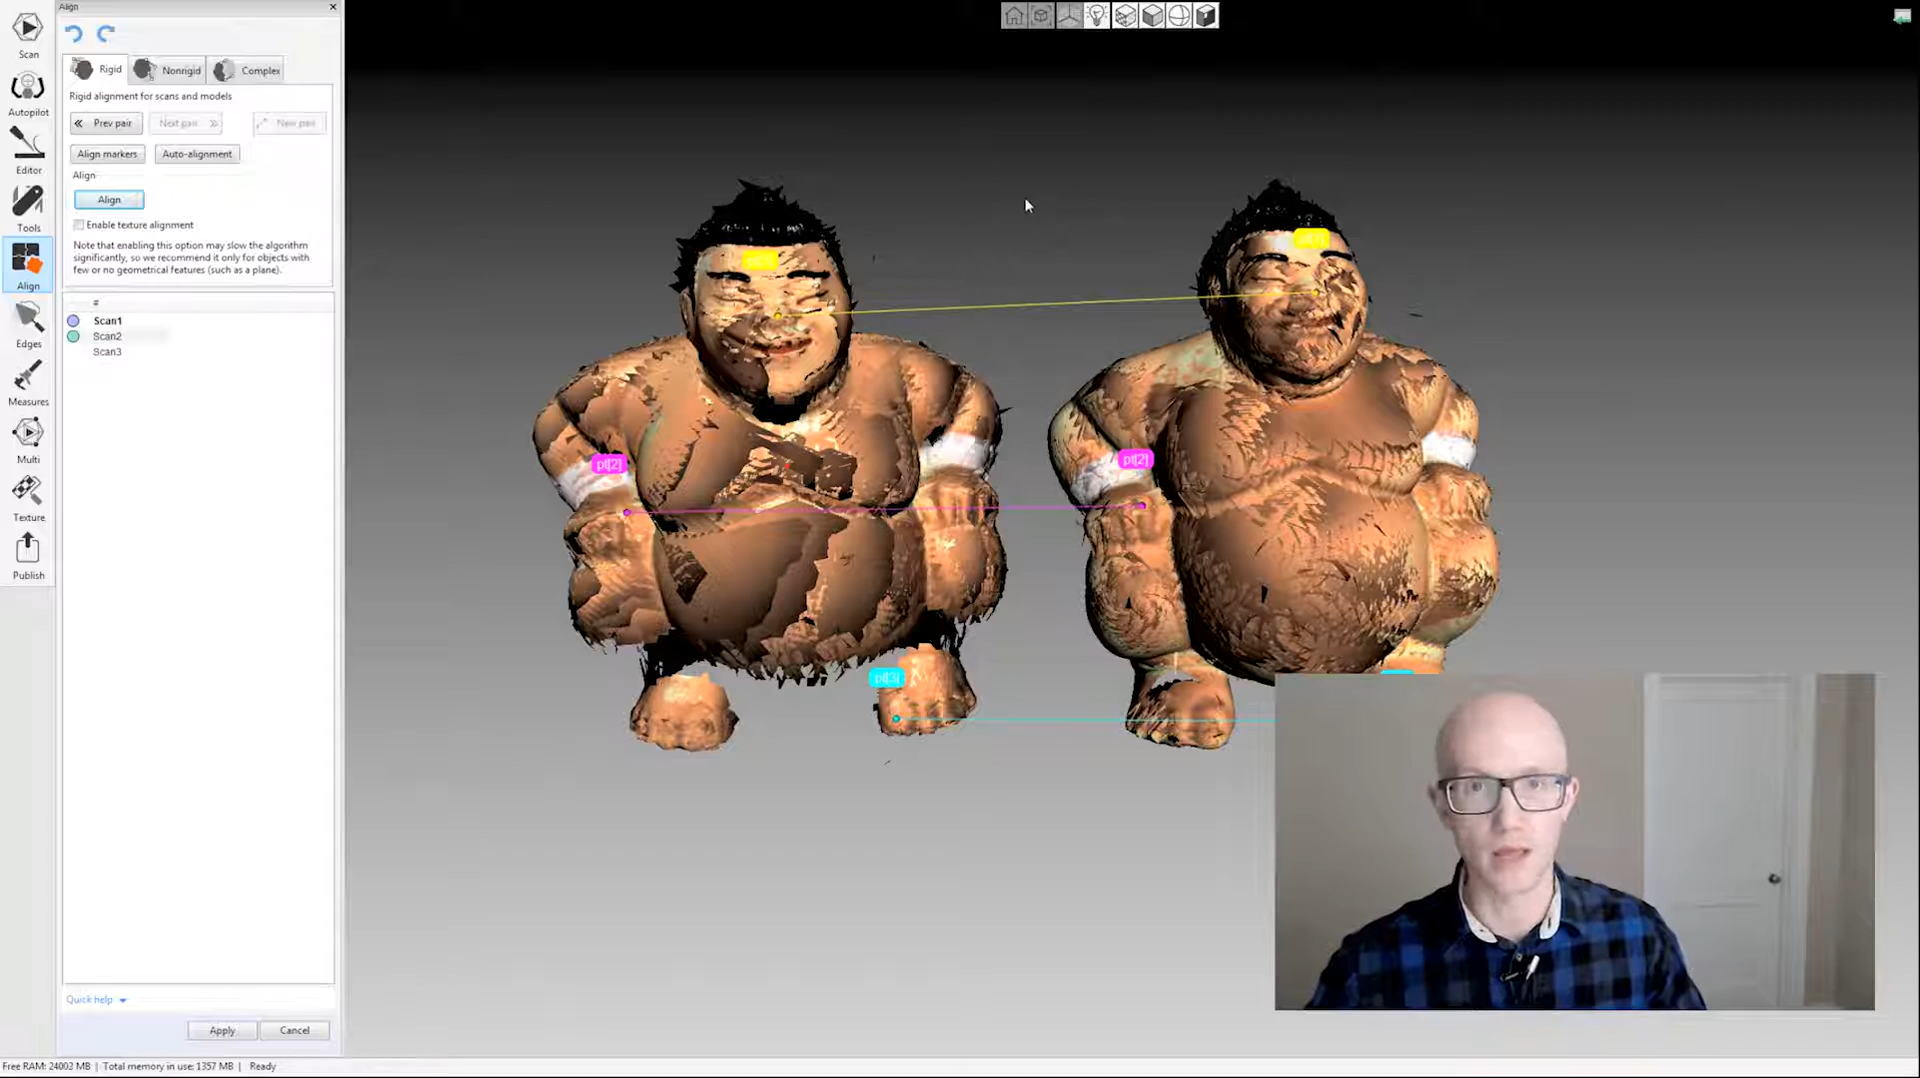 Align
Scan
Autopilot
Editor
Tools
Align
Edges
Measures
Multi
Texture
Publish
Rigid
Nonrigid
Complex
Rigid alignment for scans and models
Prev pair
Next pair
New pair
Align markers
Auto-alignment
Align
Align
Enable texture alignment
Note that enabling this option may slow the algorithm
significantly, so we recommend it only for objects with
few or no geometrical features (such as a plane).
#
Scan1
Scan2
Scan3
pt[2]
pt[2]
pt[3]
Quick help
Apply
Cancel
Free RAM: 24002 MB | Total memory in use: 1357 MB | Ready